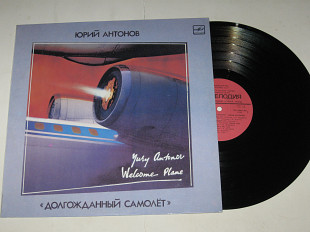 ЮРИЙ АНТОНОВ
Yury Antonov
Welcome Plane
«ДОЛГОЖДАННЫЙ САМОЛЁТ»